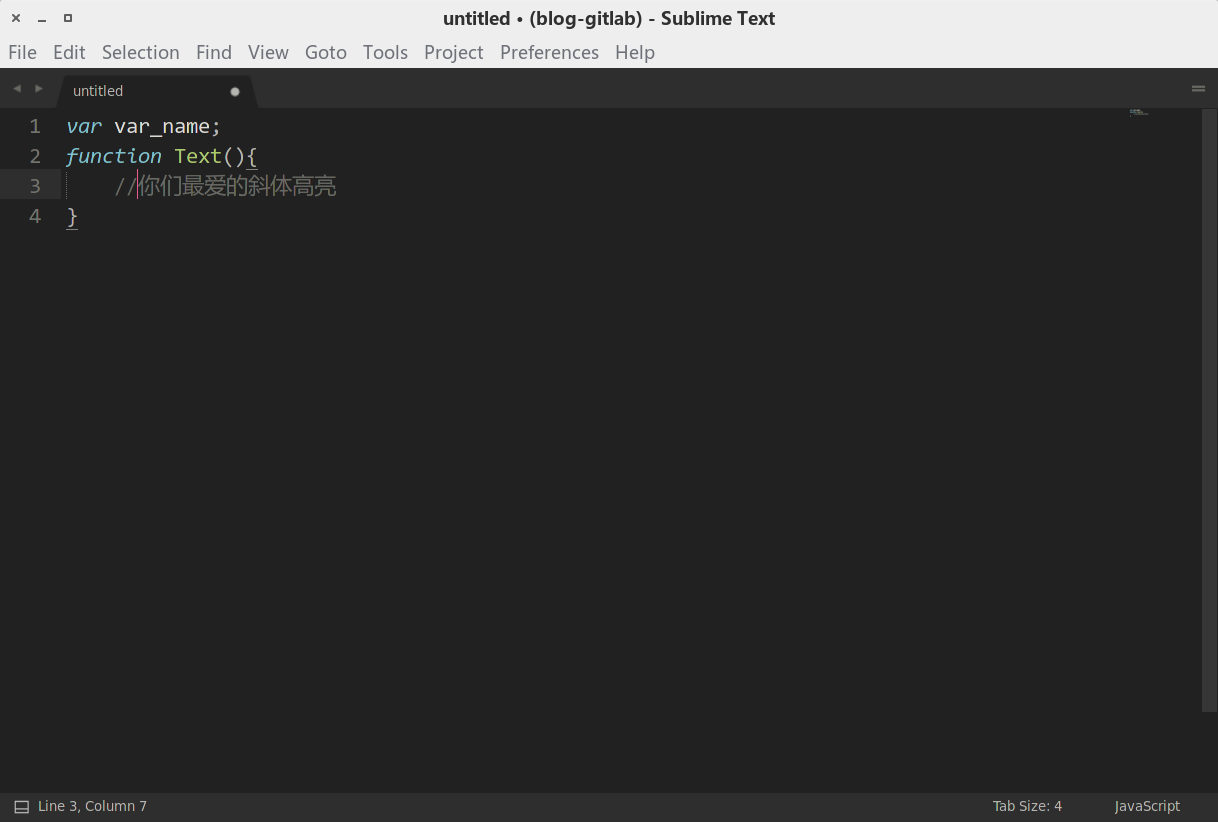 untitled • (blog-gitlab) - Sublime Text
File Edit Selection Find View Goto Tools Project Preferences Help
untitled
1 var var_name;
2 function Text(){
3     //你们最爱的斜体高亮
4 }
Line 3, Column 7 Tab Size: 4 JavaScript